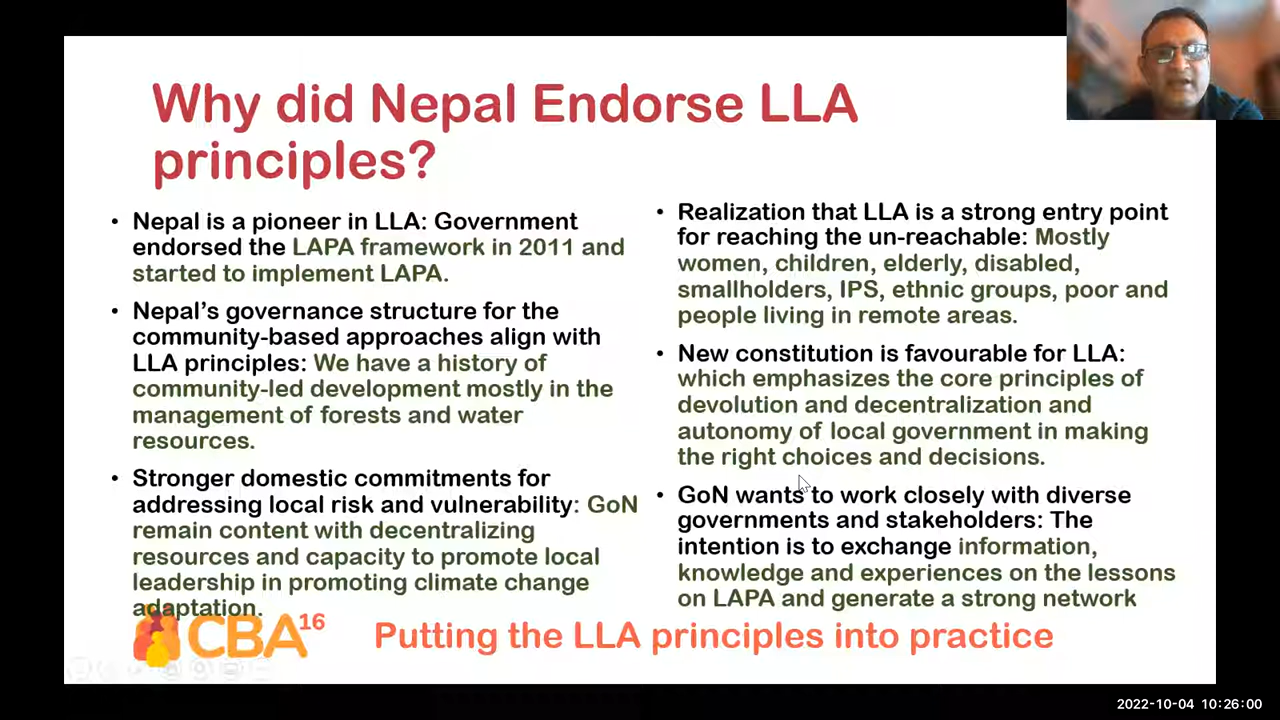 Why did Nepal Endorse LLA
principles?
• Nepal is a pioneer in LLA: Government
endorsed the LAPA framework in 2011 and
started to implement LAPA.
• Nepal’s governance structure for the
community-based approaches align with
LLA principles: We have a history of
community-led development mostly in the
management of forests and water
resources.
• Stronger domestic commitments for
addressing local risk and vulnerability: GoN
remain content with decentralizing
resources and capacity to promote local
leadership in promoting climate change
adaptation.
• Realization that LLA is a strong entry point
for reaching the un-reachable: Mostly
women, children, elderly, disabled,
smallholders, IPS, ethnic groups, poor and
people living in remote areas.
• New constitution is favourable for LLA:
which emphasizes the core principles of
devolution and decentralization and
autonomy of local government in making
the right choices and decisions.
• GoN wants to work closely with diverse
governments and stakeholders: The
intention is to exchange information,
knowledge and experiences on the lessons
on LAPA and generate a strong network
CBA16
Putting the LLA principles into practice
2022-10-04 10:26:00